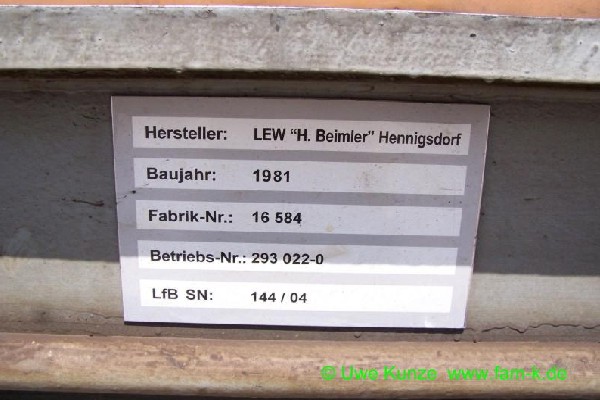 Hersteller: LEW "H. Beimler" Hennigsdorf
Baujahr: 1981
Fabrik-Nr.: 16 584
Betriebs-Nr.: 293 022-0
LfB SN: 144 / 04
© Uwe Kunze www.fam-k.de